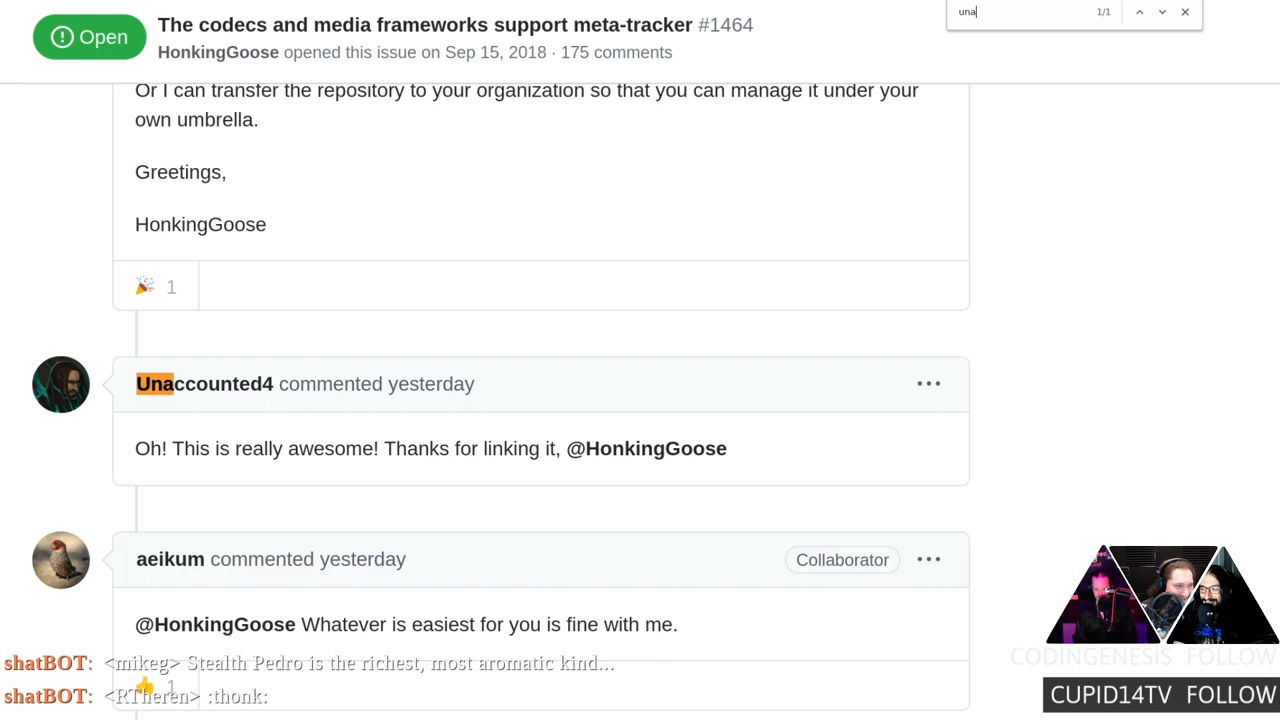 una 1/1
Open The codecs and media frameworks support meta-tracker #1464
HonkingGoose opened this issue on Sep 15, 2018 · 175 comments
Or I can transfer the repository to your organization so that you can manage it under your
own umbrella.
Greetings,
HonkingGoose
🎉 1
Unaccounted4 commented yesterday
Oh! This is really awesome! Thanks for linking it, @HonkingGoose
aeikum commented yesterday Collaborator
@HonkingGoose Whatever is easiest for you is fine with me.
👍 1
shatBOT: <mikeg> Stealth Pedro is the richest, most aromatic kind...
shatBOT: <RTheren> :thonk:
CODINGENESIS FOLLOW
CUPID14TV FOLLOW